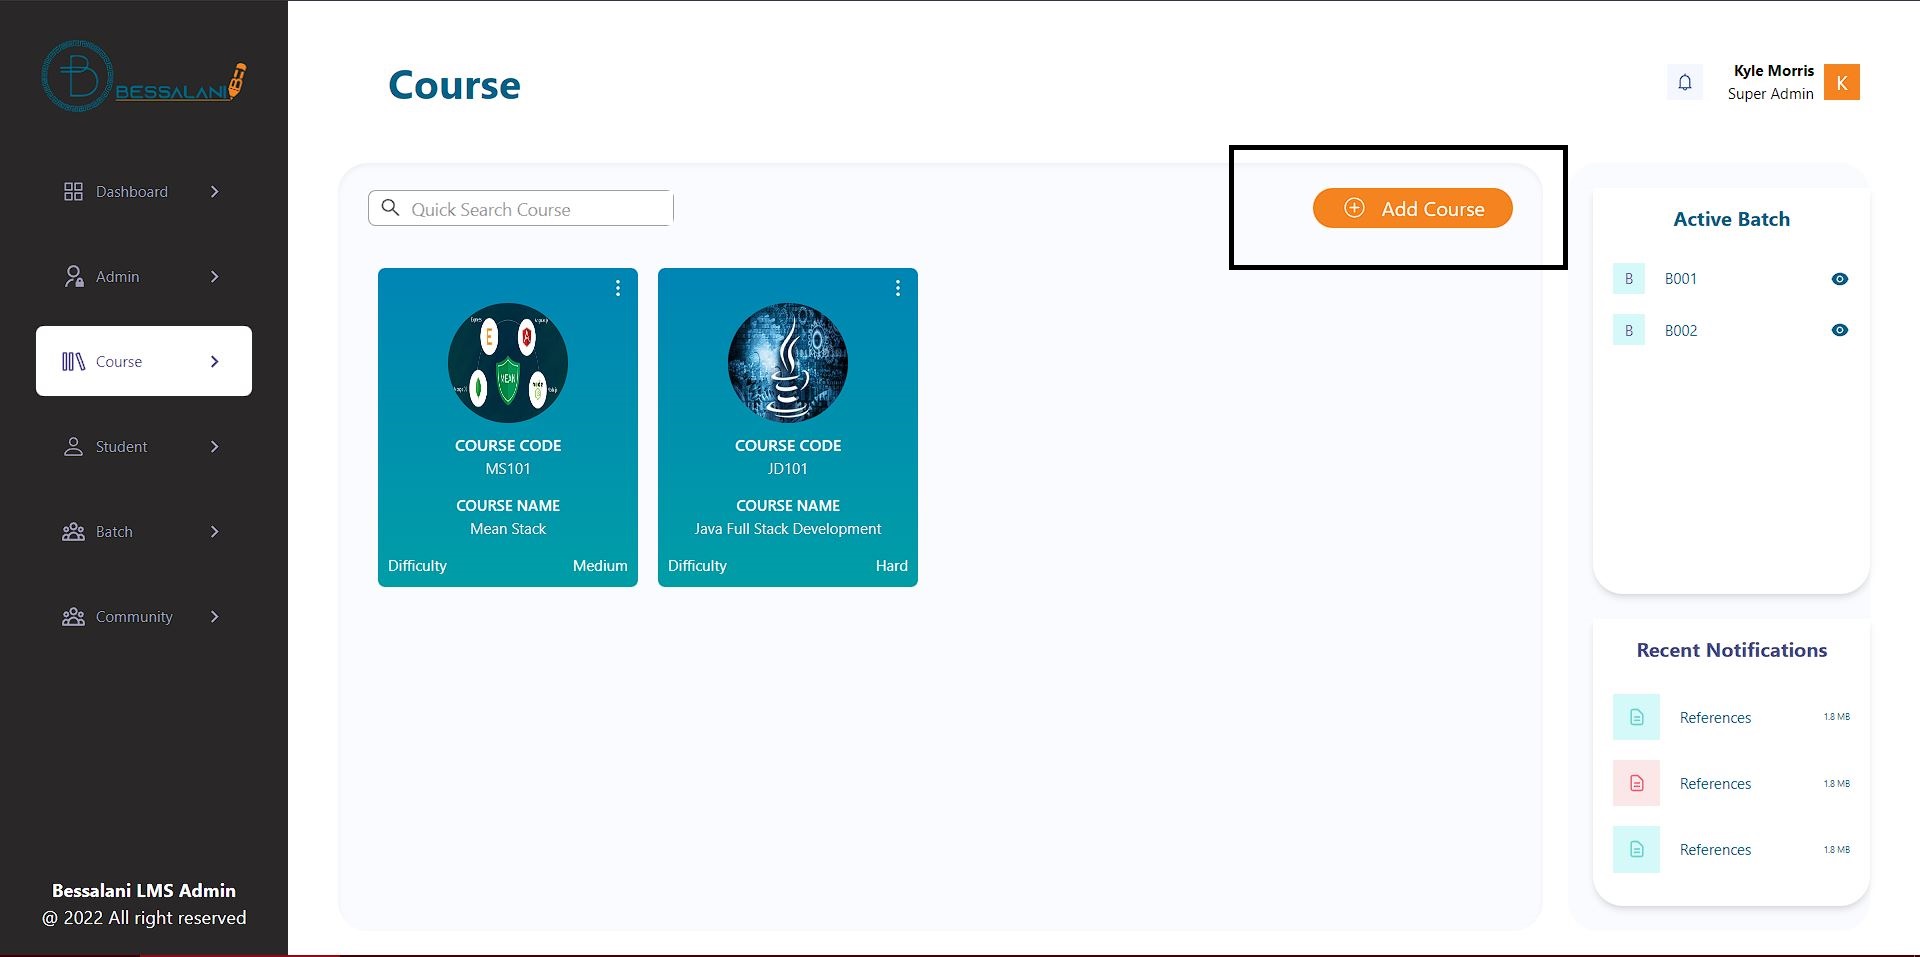 BESSALANI
Course
Kyle Morris
Super Admin
K
Dashboard
Admin
Course
Student
Batch
Community
Quick Search Course
Add Course
MEAN
COURSE CODE
MS101
COURSE NAME
Mean Stack
Difficulty Medium
COURSE CODE
JD101
COURSE NAME
Java Full Stack Development
Difficulty Hard
Active Batch
B B001
B B002
Recent Notifications
References 1.8 MB
References 1.8 MB
References 1.8 MB
Bessalani LMS Admin
@ 2022 All right reserved